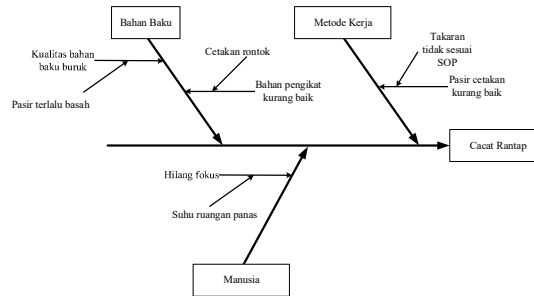 Bahan Baku
Metode Kerja
Kualitas bahan
baku buruk
Pasir terlalu basah
Cetakan rontok
Bahan pengikat
kurang baik
Takaran
tidak sesuai
SOP
Pasir cetakan
kurang baik
Cacat Rantap
Hilang fokus
Suhu ruangan panas
Manusia